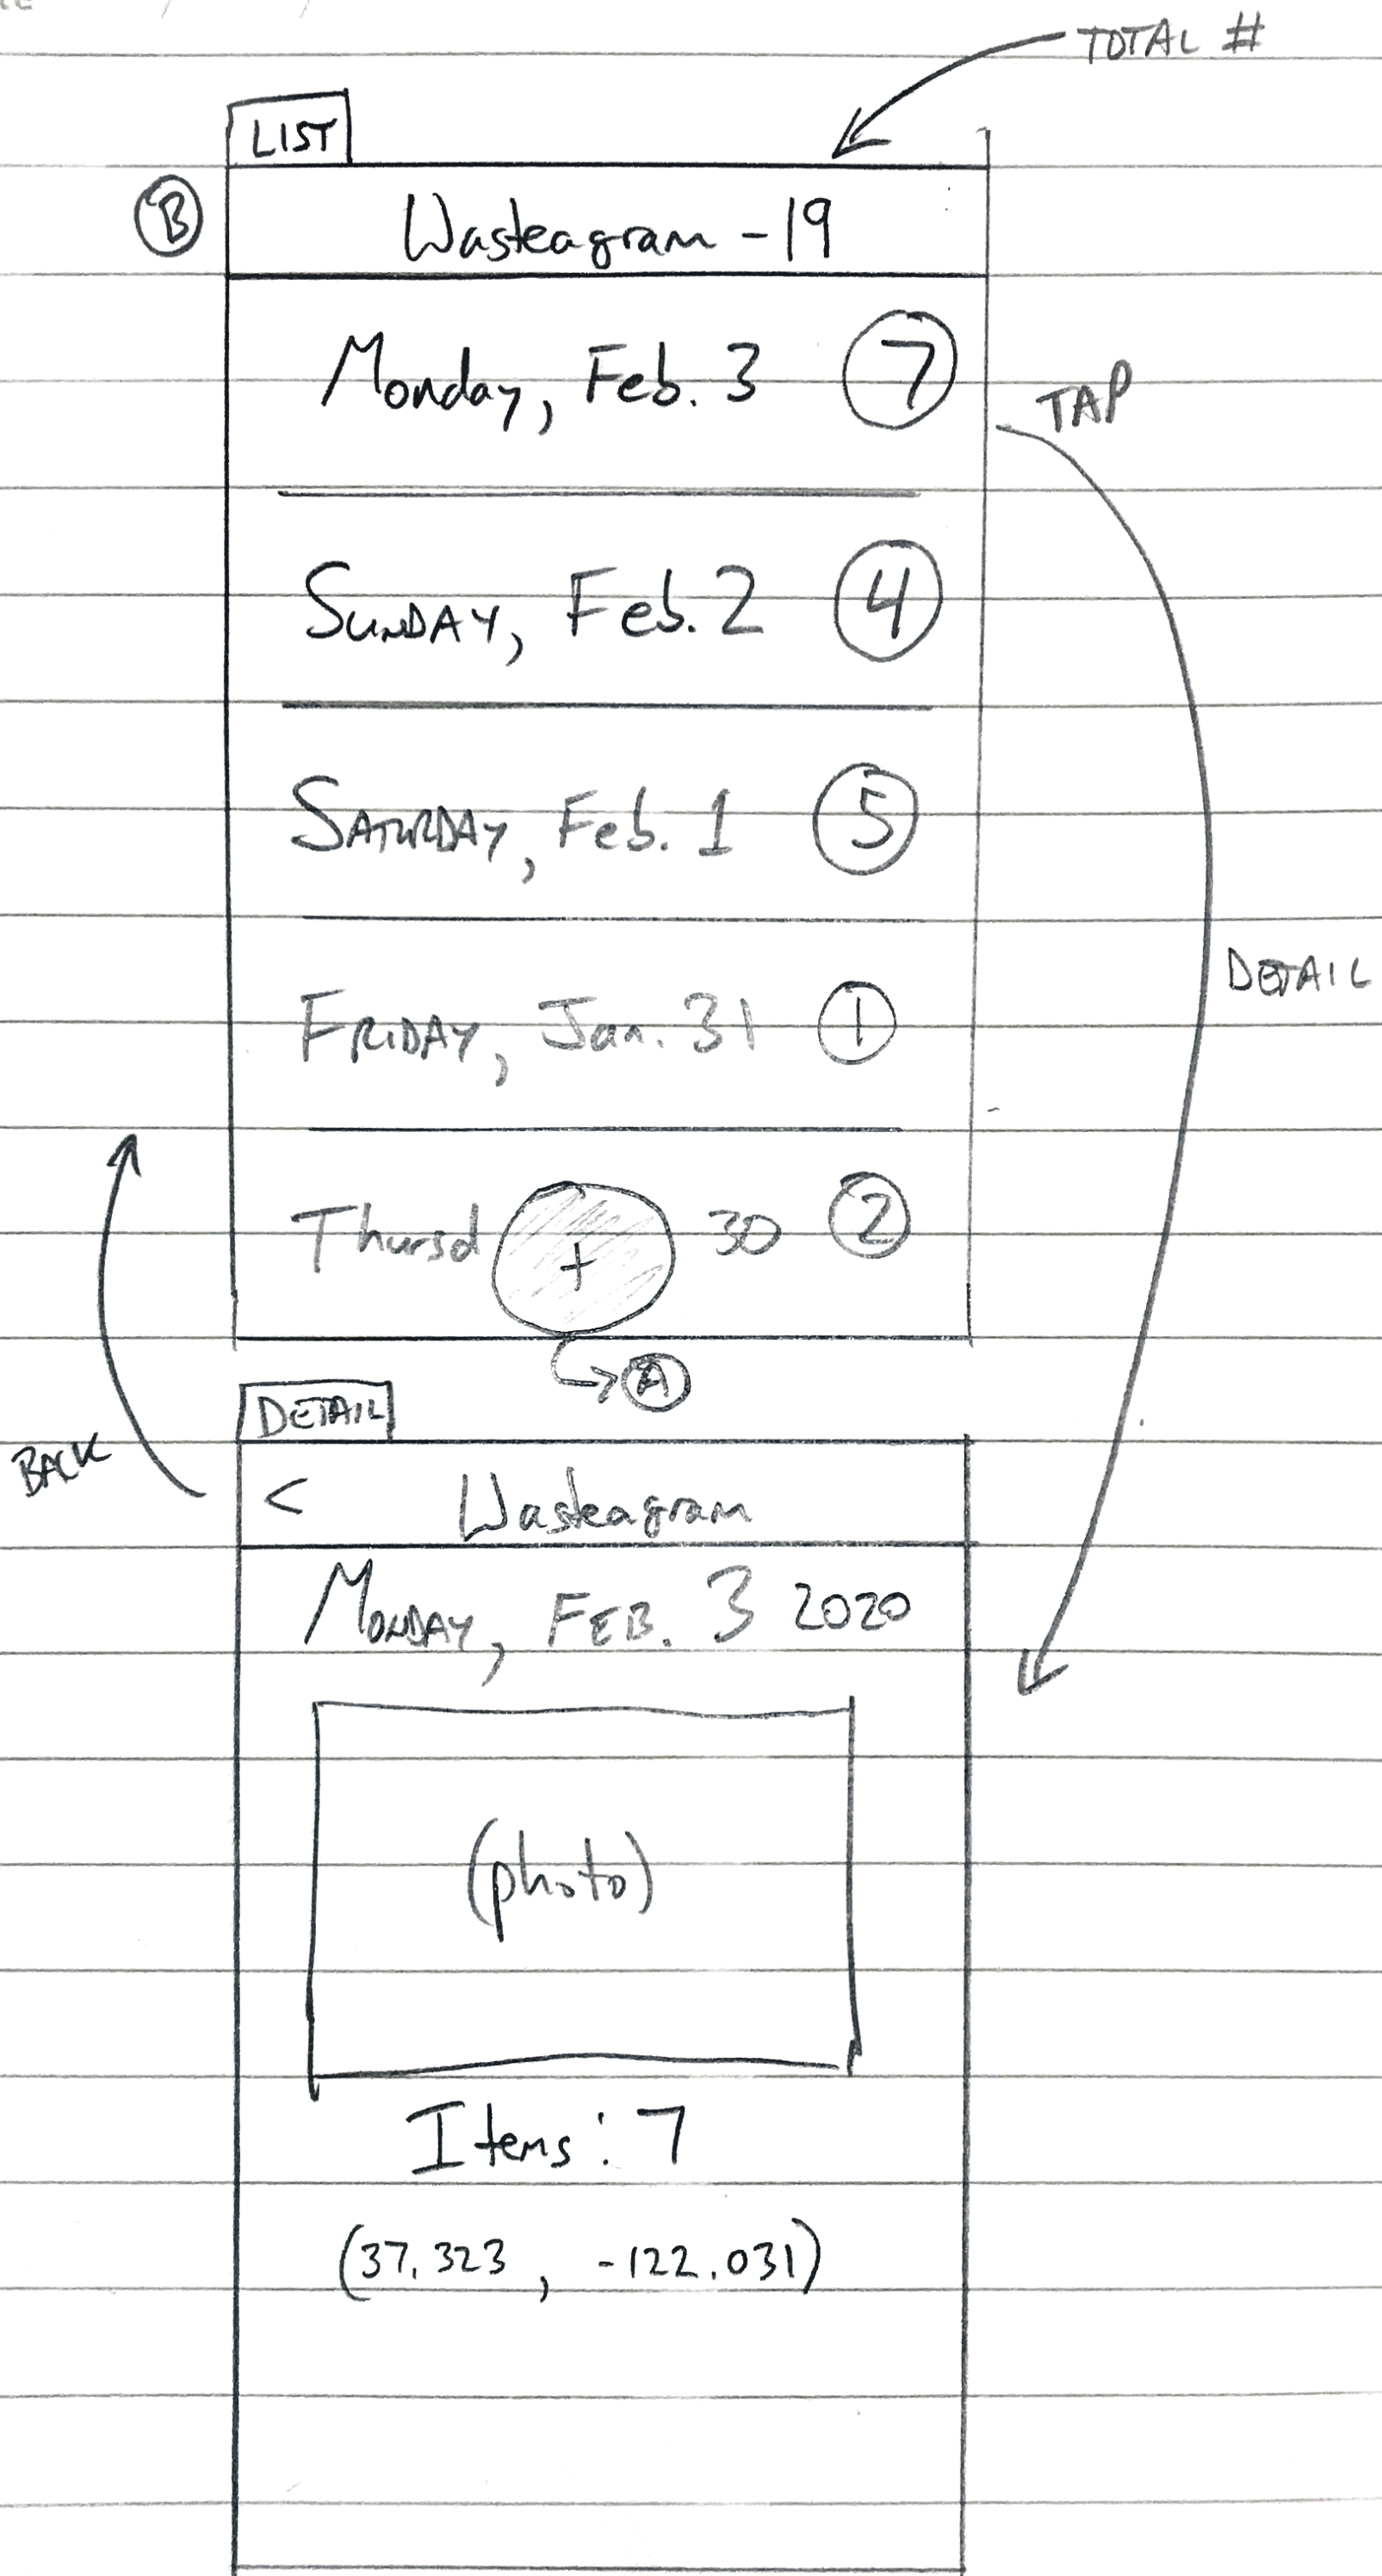 TOTAL #
LIST
B
Wasteagram - 19
Monday, Feb. 3 7
TAP
SUNDAY, Feb. 2 4
SATURDAY, Feb. 1 5
DETAIL
FRIDAY, Jan. 31 1
Thursd + 30 2
A
DETAIL
BACK
< Wasteagram
MONDAY, FEB. 3 2020
(photo)
Items: 7
(37.323, -122.031)